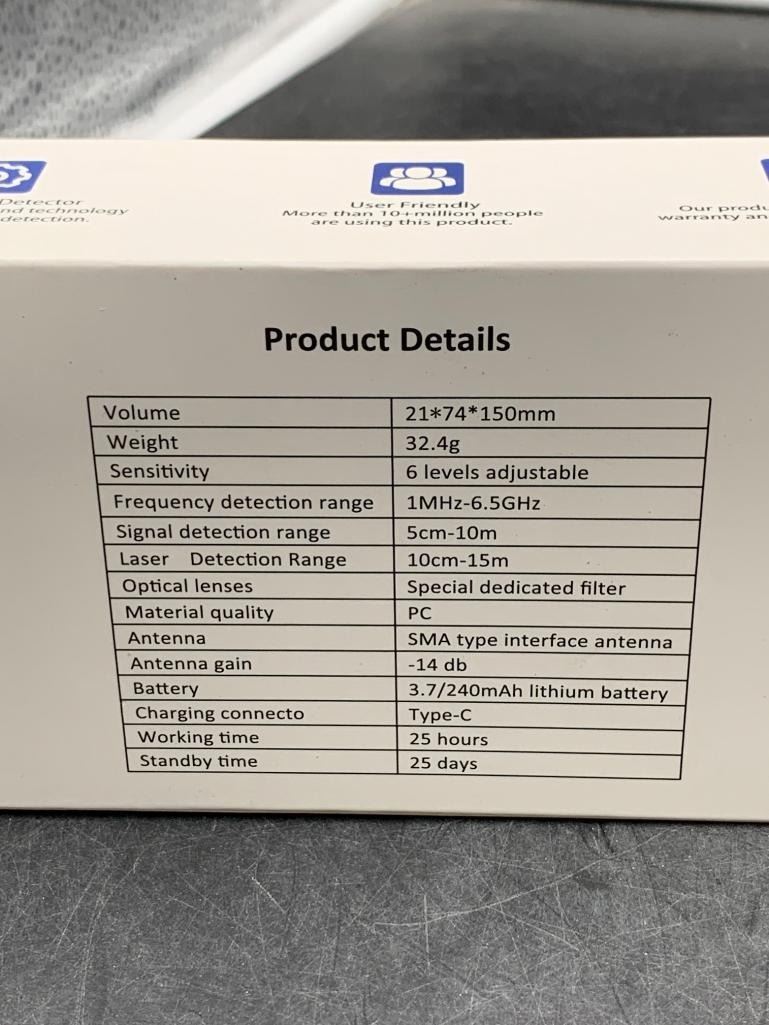 Detector
User Friendly
nd technology
More than 10+million people
detection.
are using this product.
Our produ
warranty an
Product Details
Volume 21*74*150mm
Weight 32.4g
Sensitivity 6 levels adjustable
Frequency detection range 1MHz-6.5GHz
Signal detection range 5cm-10m
Laser Detection Range 10cm-15m
Optical lenses Special dedicated filter
Material quality PC
Antenna SMA type interface antenna
Antenna gain -14 db
Battery 3.7/240mAh lithium battery
Charging connecto Type-C
Working time 25 hours
Standby time 25 days